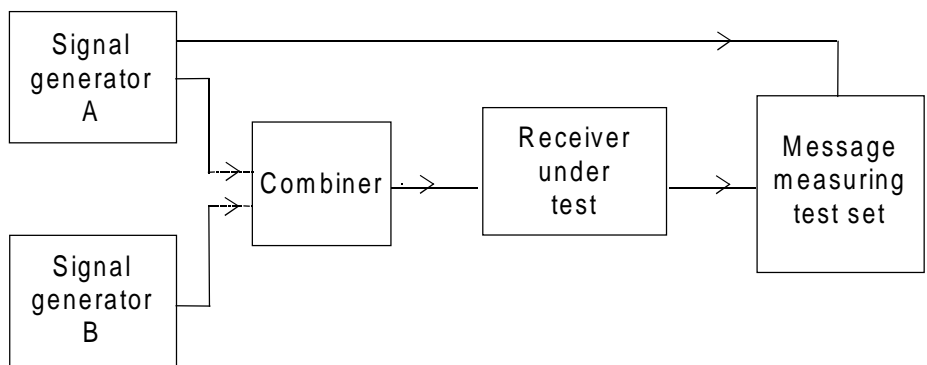 Signal
generator
A
Combiner
Receiver
under
test
Message
measuring
test set
Signal
generator
B